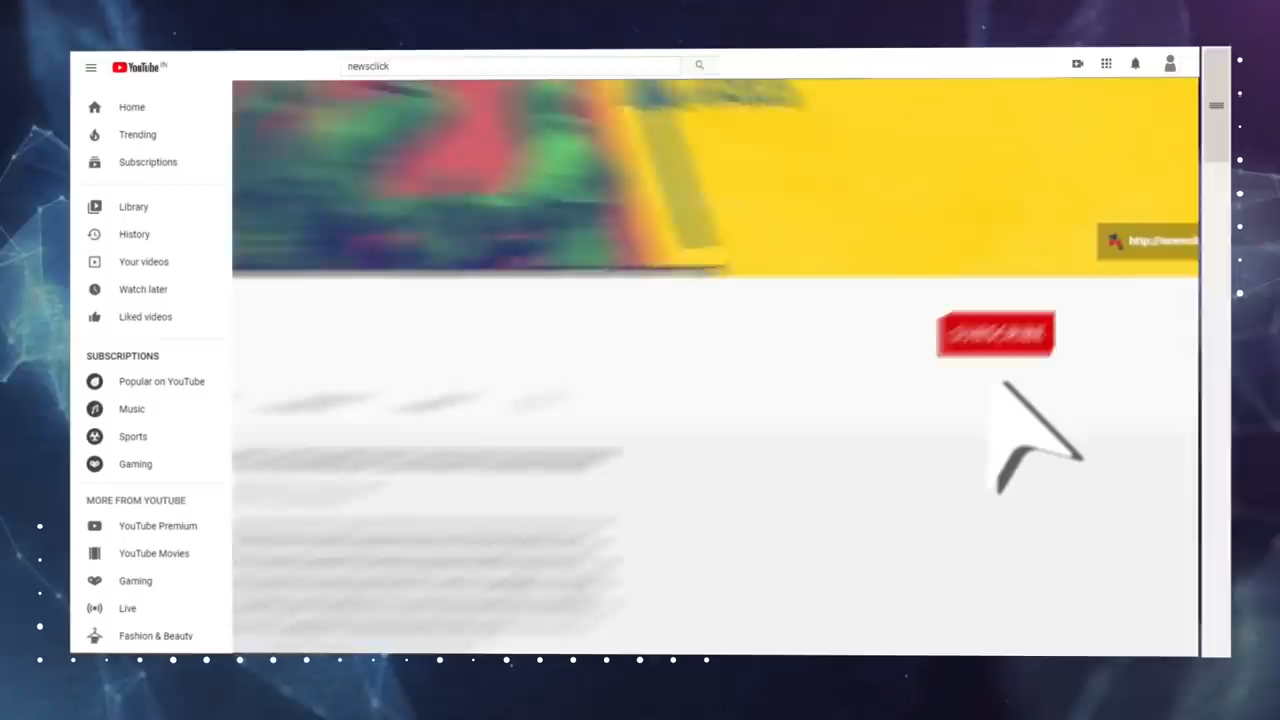 YouTube IN
newsclick
Home
Trending
Subscriptions
Library
History
Your videos
Watch later
Liked videos
SUBSCRIPTIONS
Popular on YouTube
Music
Sports
Gaming
MORE FROM YOUTUBE
YouTube Premium
YouTube Movies
Gaming
Live
Fashion & Beauty
SUBSCRIBE